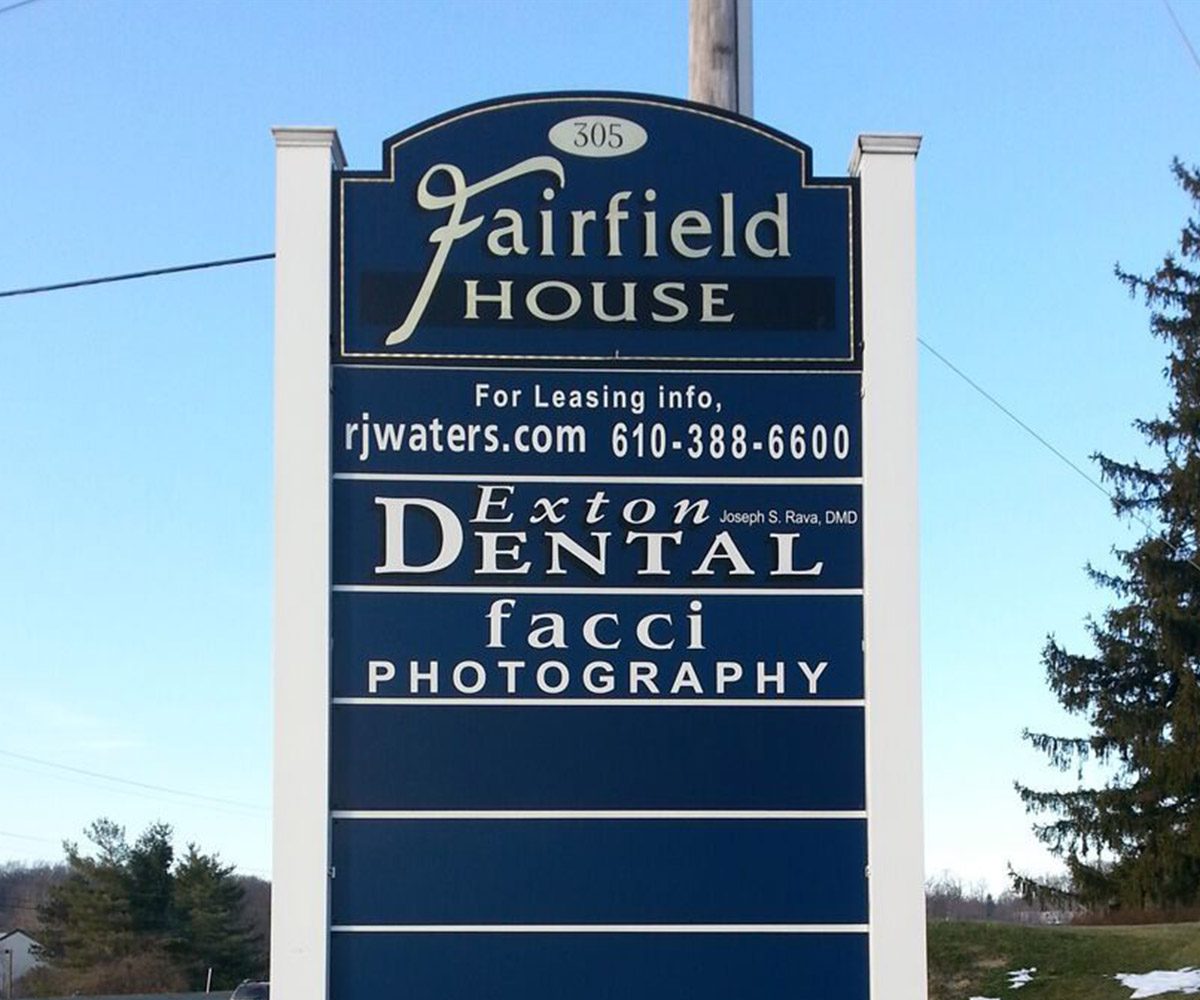 305
Fairfield
HOUSE
For Leasing info,
rjwaters.com 610-388-6600
Exton Joseph S. Rava, DMD
DENTAL
facci
PHOTOGRAPHY